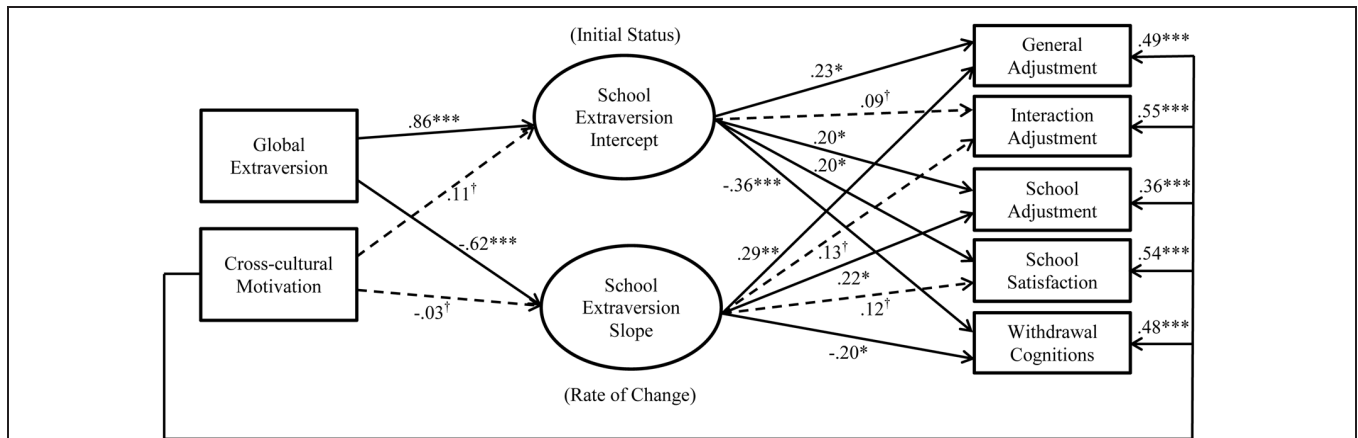 (Initial Status)
School
Extraversion
Intercept
Global
Extraversion
Cross-cultural
Motivation
School
Extraversion
Slope
(Rate of Change)
General
Adjustment
Interaction
Adjustment
School
Adjustment
School
Satisfaction
Withdrawal
Cognitions
.86***
.11†
-.62***
-.03†
.23*
.09†
.20*
.20*
-.36***
.29**
.13†
.22*
.12†
-.20*
.49***
.55***
.36***
.54***
.48***